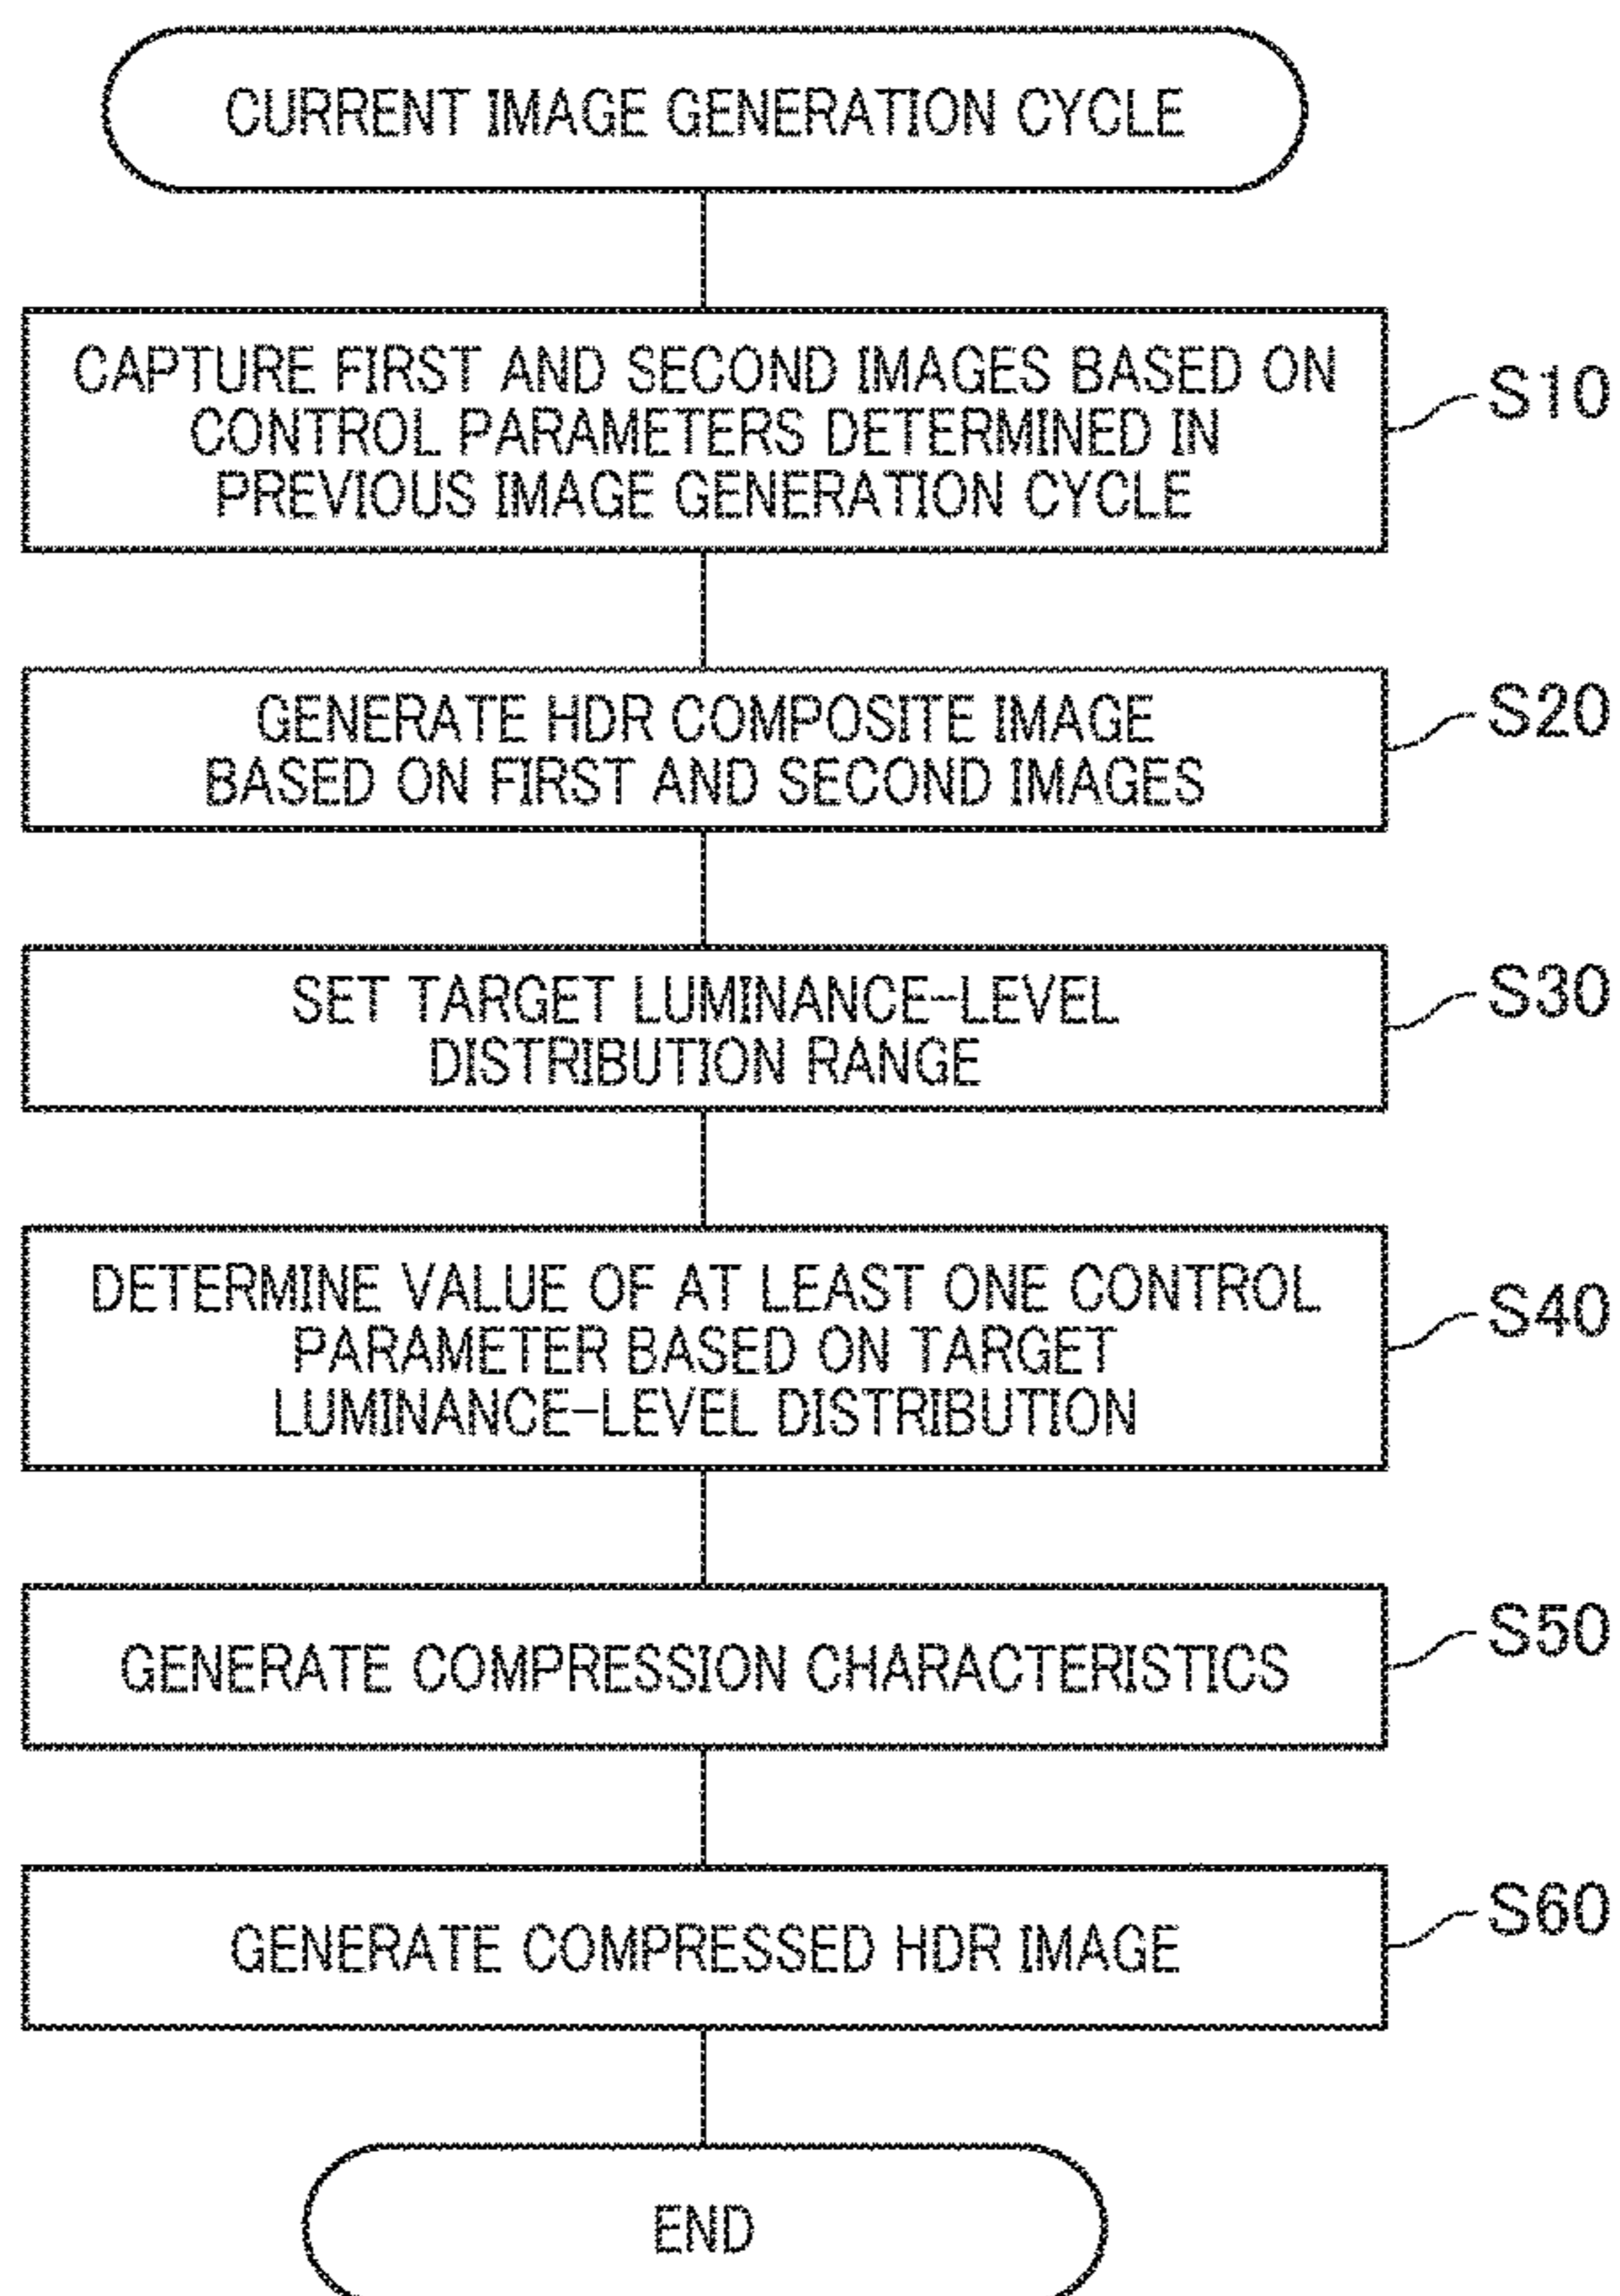 CURRENT IMAGE GENERATION CYCLE
CAPTURE FIRST AND SECOND IMAGES BASED ON
CONTROL PARAMETERS DETERMINED IN
PREVIOUS IMAGE GENERATION CYCLE
S10
GENERATE HDR COMPOSITE IMAGE
BASED ON FIRST AND SECOND IMAGES
S20
SET TARGET LUMINANCE-LEVEL
DISTRIBUTION RANGE
S30
DETERMINE VALUE OF AT LEAST ONE CONTROL
PARAMETER BASED ON TARGET
LUMINANCE-LEVEL DISTRIBUTION
S40
GENERATE COMPRESSION CHARACTERISTICS
S50
GENERATE COMPRESSED HDR IMAGE
S60
END